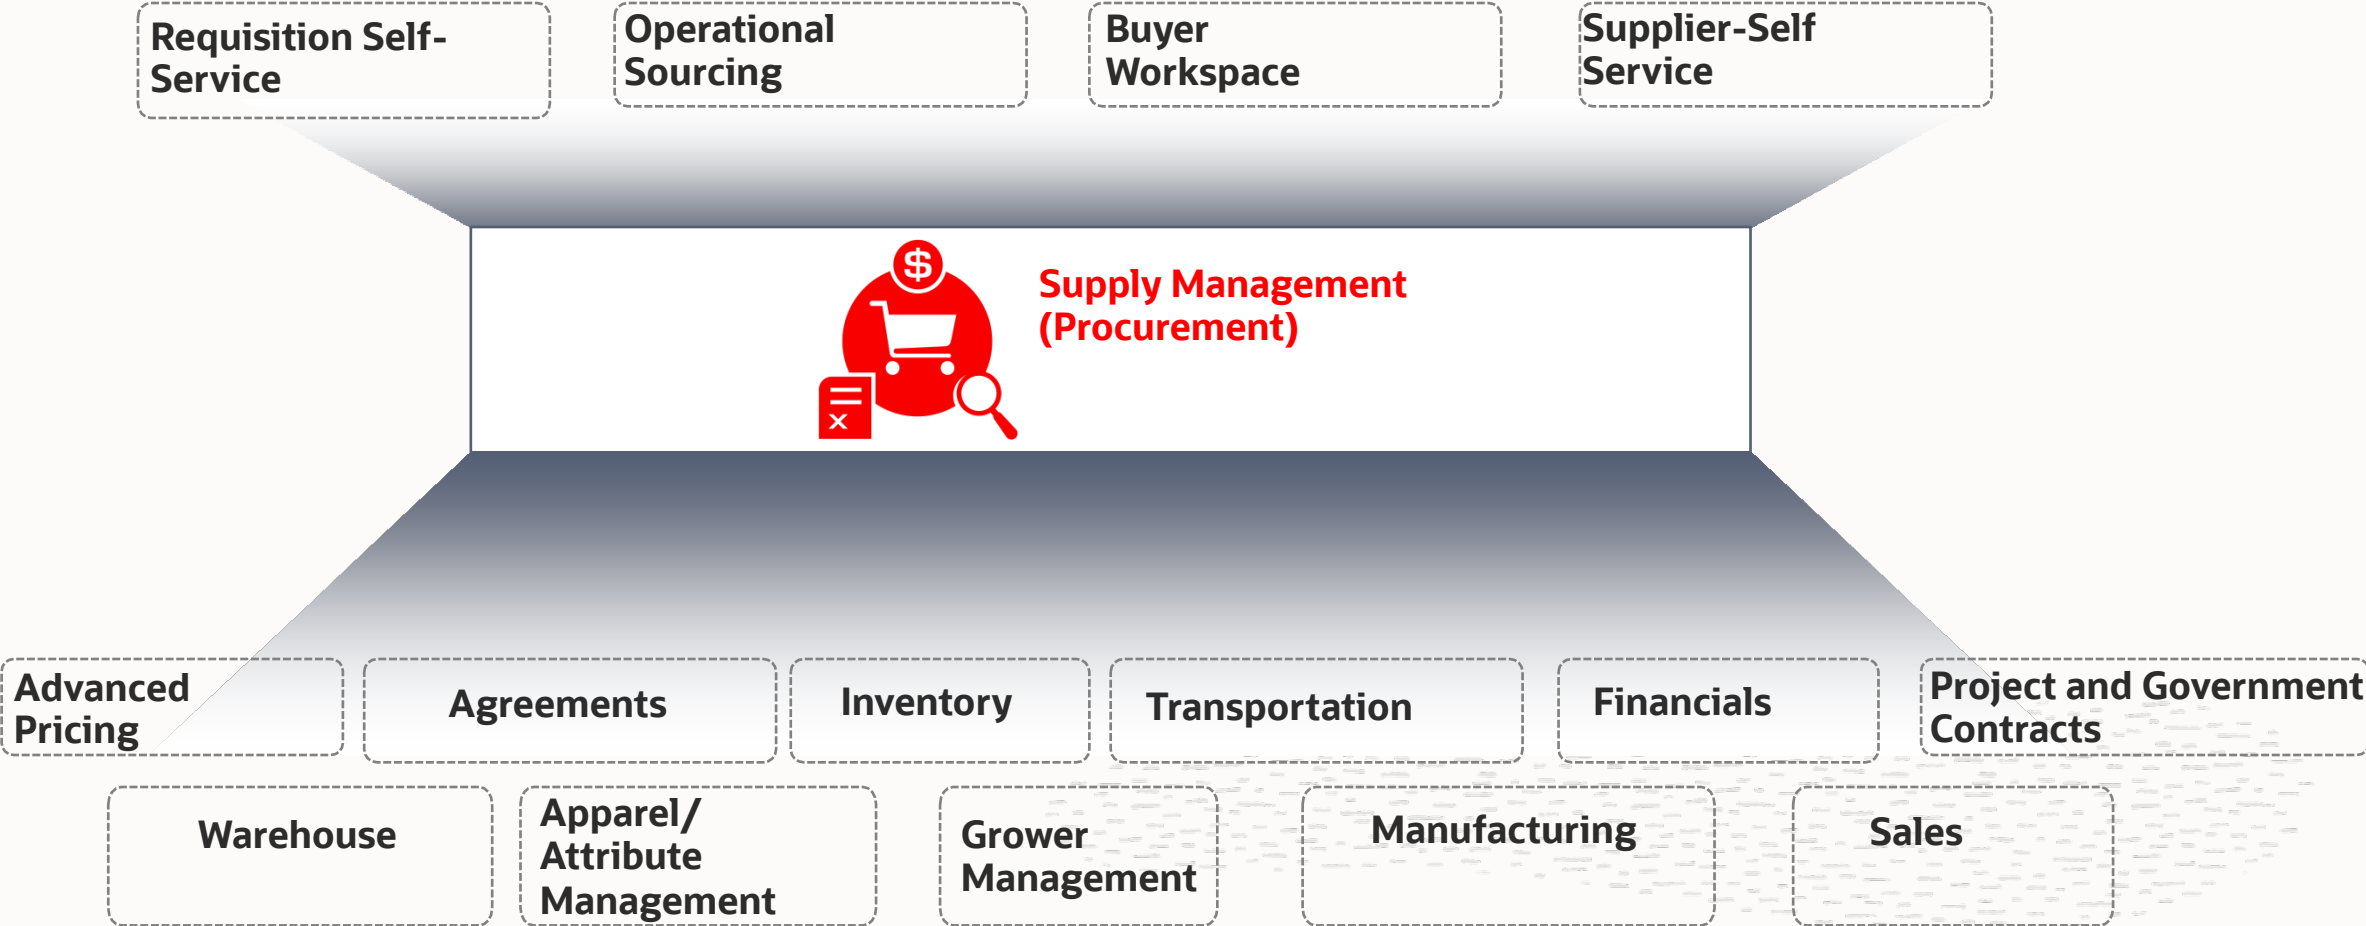 Requisition Self-
Service
Operational
Sourcing
Buyer
Workspace
Supplier-Self
Service
$
Supply Management
(Procurement)
x
Advanced
Pricing
Agreements
Inventory
Transportation
Financials
Project and Government
Contracts
Warehouse
Apparel/
Attribute
Management
Grower
Management
Manufacturing
Sales